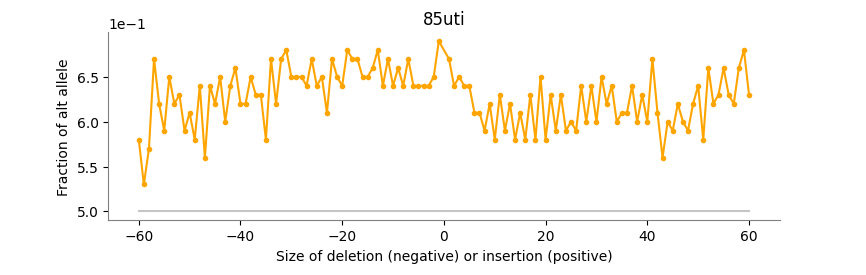 85uti
1e−1
6.5
6.0
5.5
5.0
Fraction of alt allele
−60 −40 −20 0 20 40 60
Size of deletion (negative) or insertion (positive)